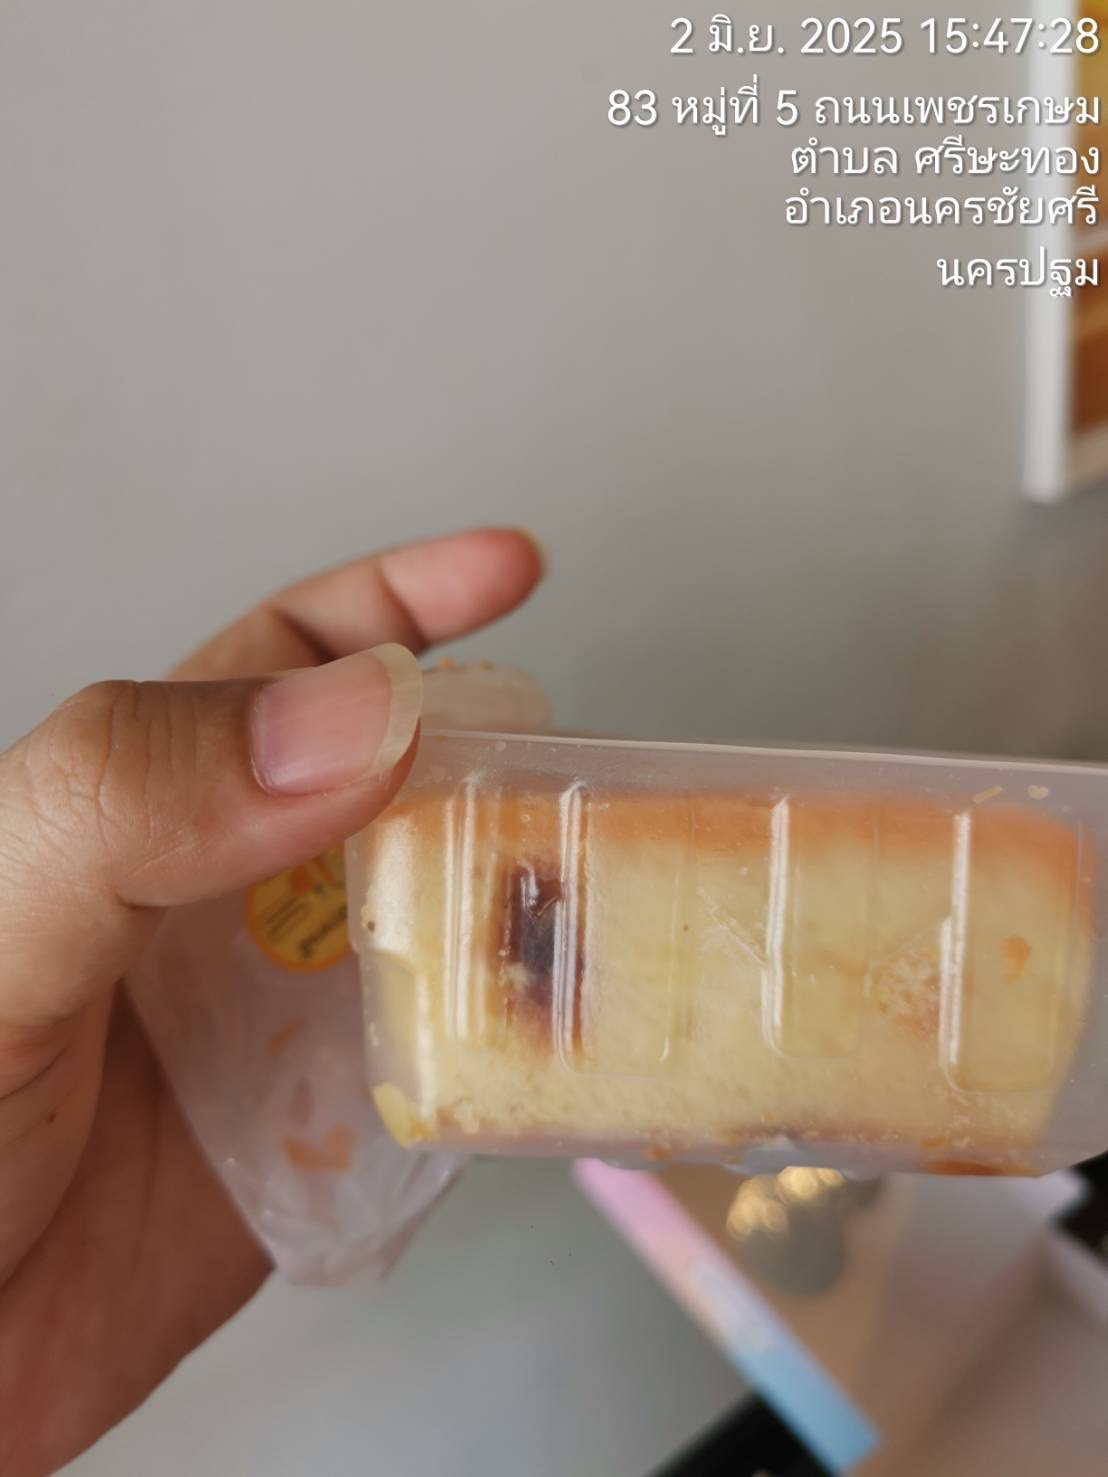 2 มิ.ย. 2025 15:47:28
83 หมู่ที่ 5 ถนนเพชรเกษม
ตำบล ศรีษะทอง
อำเภอนครชัยศรี
นครปฐม